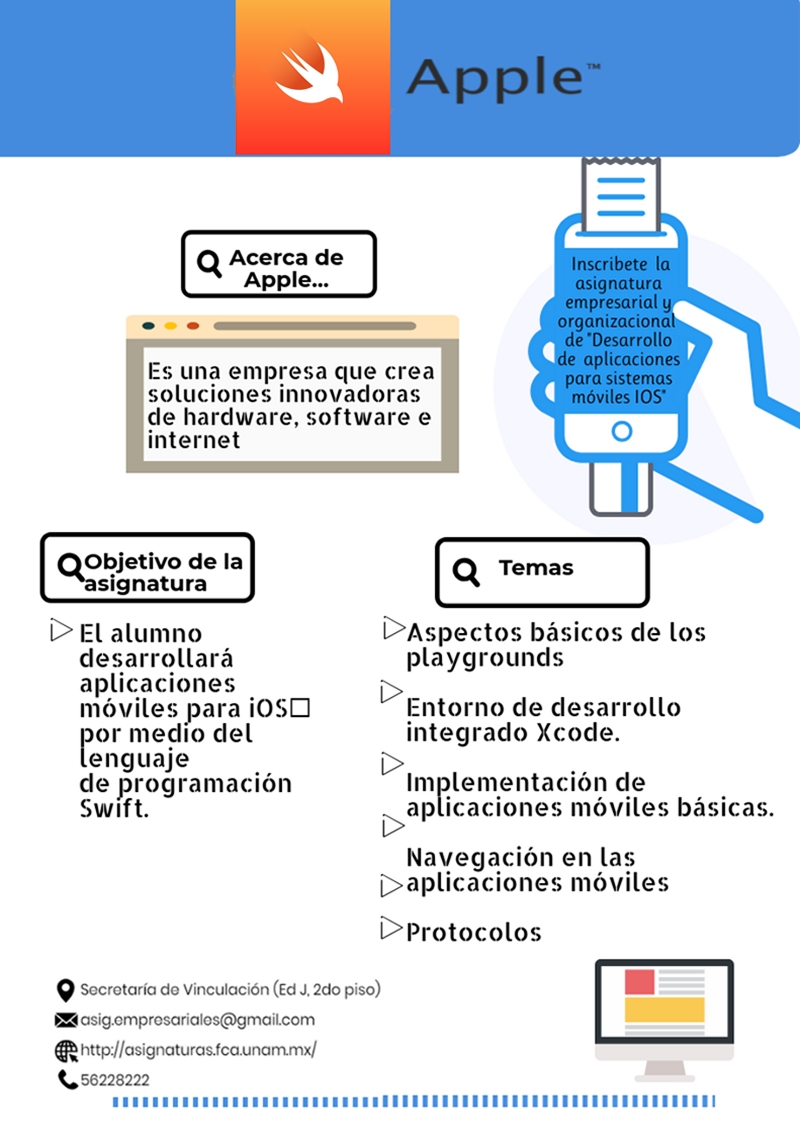 Apple™
Acerca de
Apple...
Es una empresa que crea
soluciones innovadoras
de hardware, software e
internet
Inscribete la
asignatura
empresarial y
organizacional
de "Desarrollo
de aplicaciones
para sistemas
móviles IOS"
Objetivo de la
asignatura
El alumno
desarrollará
aplicaciones
móviles para iOS□
por medio del
lenguaje
de programación
Swift.
Temas
Aspectos básicos de los
playgrounds
Entorno de desarrollo
integrado Xcode.
Implementación de
aplicaciones móviles básicas.
Navegación en las
aplicaciones móviles
Protocolos
Secretaría de Vinculación (Ed J, 2do piso)
asig.empresariales@gmail.com
http://asignaturas.fca.unam.mx/
56228222